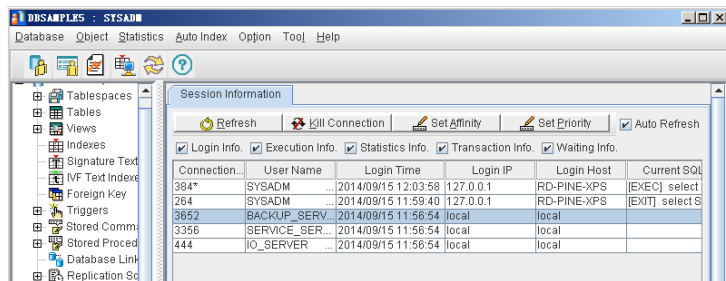 DBSAMPLE5 : SYSADM
Database Object Statistics Auto Index Option Tool Help
Tablespaces
Tables
Views
Indexes
Signature Text
IVF Text Indexe
Foreign Key
Triggers
Stored Comm
Stored Proced
Database Link
Replication Sc
Session Information
Refresh Kill Connection Set Affinity Set Priority Auto Refresh
Login Info. Execution Info. Statistics Info. Transaction Info. Waiting Info.
Connection... User Name Login Time Login IP Login Host Current SQL
384* SYSADM ... 2014/09/15 12:03:58 127.0.0.1 RD-PINE-XPS [EXEC] select
264 SYSADM ... 2014/09/15 11:59:40 127.0.0.1 RD-PINE-XPS [EXIT] select S
3652 BACKUP_SERV... 2014/09/15 11:56:54 local local
3356 SERVICE_SER... 2014/09/15 11:56:54 local local
444 IO_SERVER ... 2014/09/15 11:56:54 local local